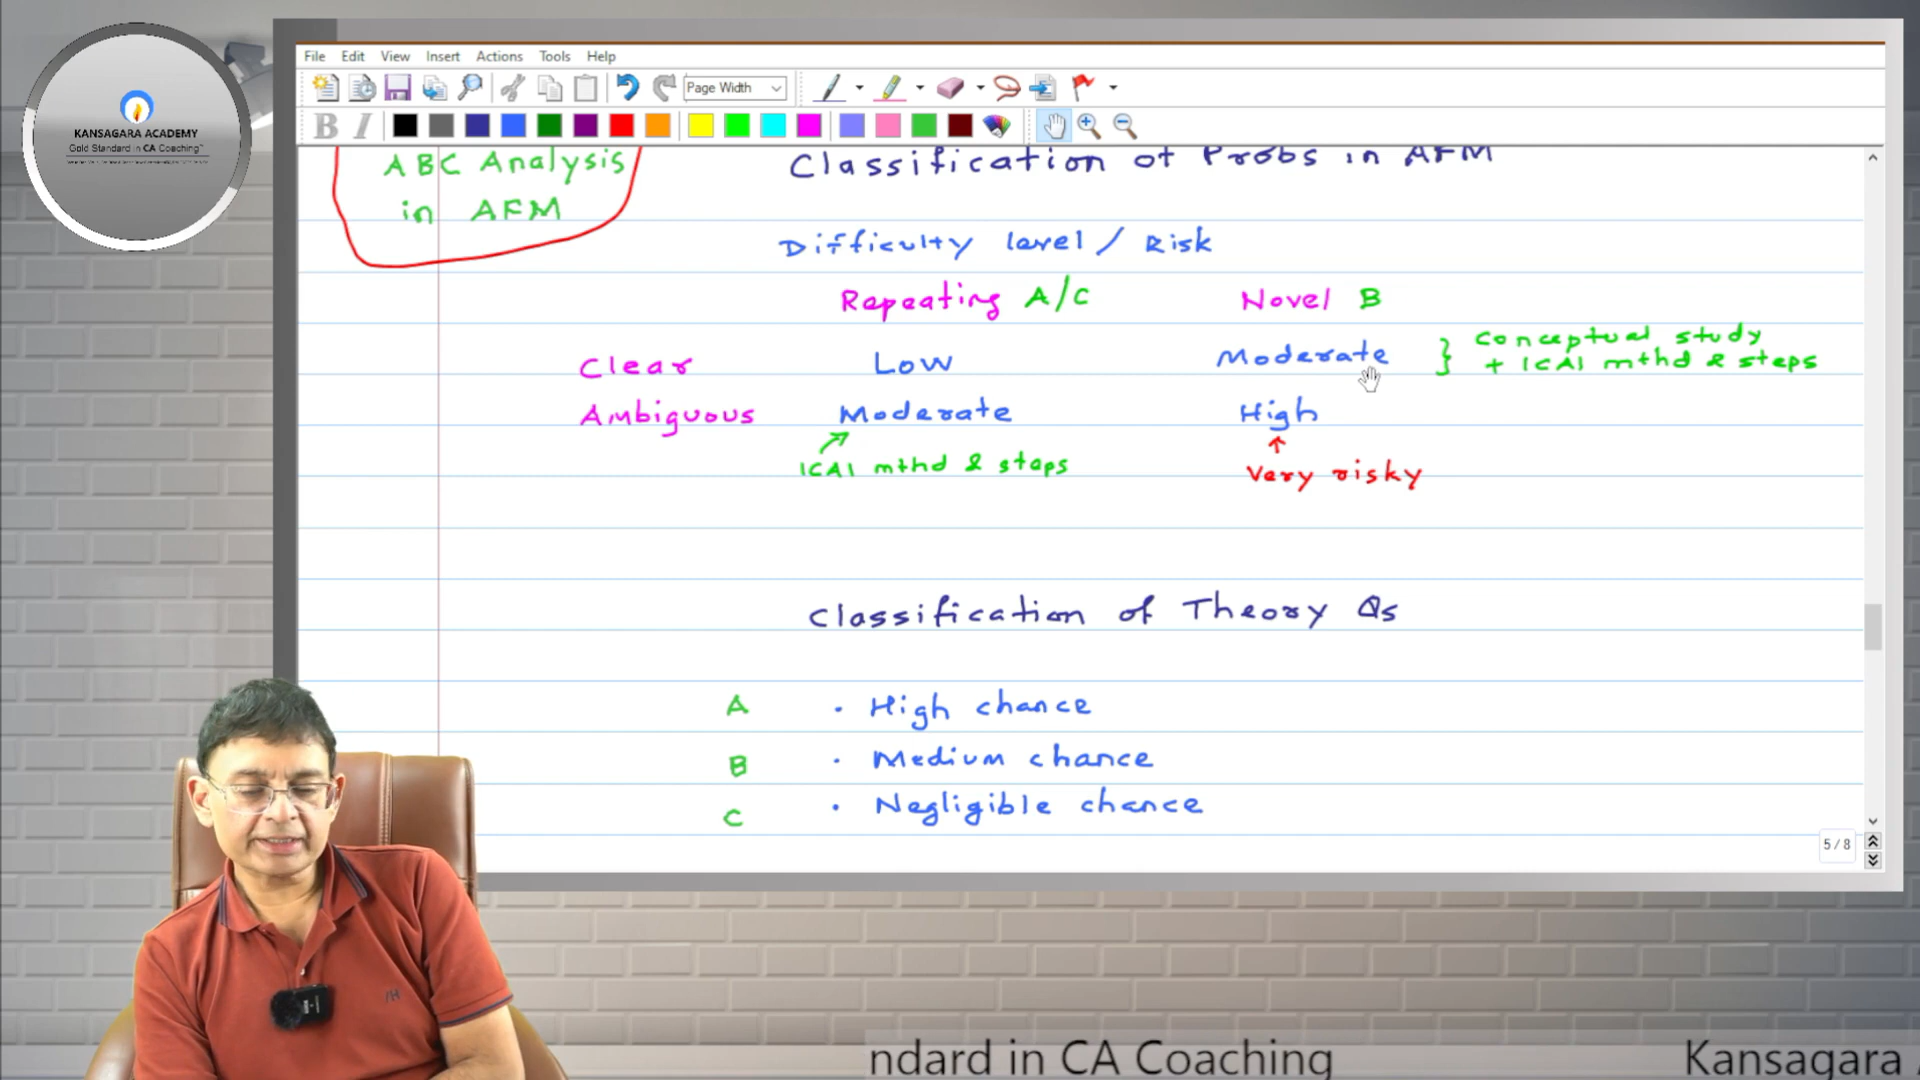 KANSAGARA ACADEMY
Gold Standard in CA Coaching™
File Edit View Insert Actions Tools Help
Page Width
B I
ABC Analysis
in AFM
Classification of Probs in AFM
Difficulty level / Risk
Repeating A/C Novel B
Clear Low Moderate } Conceptual study
+ ICAI mthd & steps
Ambiguous Moderate High
ICAI mthd & steps Very risky
Classification of Theory Qs
A · High chance
B · Medium chance
C · Negligible chance
5 / 8
ndard in CA Coaching Kansagara